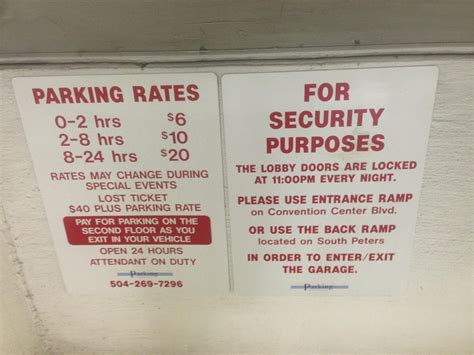 PARKING RATES
0-2 hrs $6
2-8 hrs $10
8-24 hrs $20
RATES MAY CHANGE DURING
SPECIAL EVENTS
LOST TICKET
$40 PLUS PARKING RATE
PAY FOR PARKING ON THE
SECOND FLOOR AS YOU
EXIT IN YOUR VEHICLE
OPEN 24 HOURS
ATTENDANT ON DUTY
Parking
504-269-7296
FOR
SECURITY
PURPOSES
THE LOBBY DOORS ARE LOCKED
AT 11:00PM EVERY NIGHT.
PLEASE USE ENTRANCE RAMP
on Convention Center Blvd.
OR USE THE BACK RAMP
located on South Peters
IN ORDER TO ENTER/EXIT
THE GARAGE.
Parking